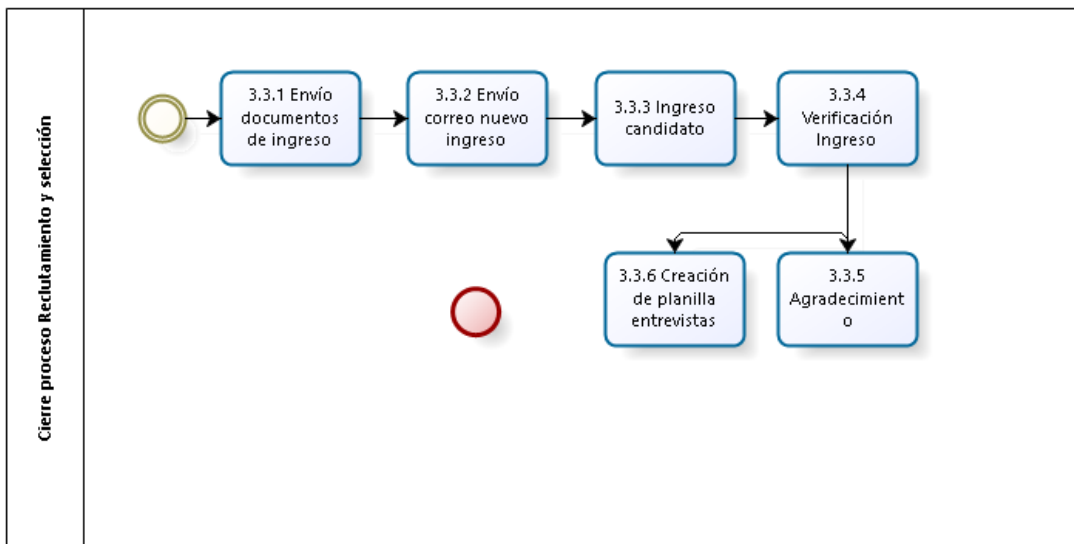 Cierre proceso Reclutamiento y selección
3.3.1 Envío
documentos
de ingreso
3.3.2 Envío
correo nuevo
ingreso
3.3.3 Ingreso
candidato
3.3.4
Verificación
Ingreso
3.3.6 Creación
de planilla
entrevistas
3.3.5
Agradecimient
o